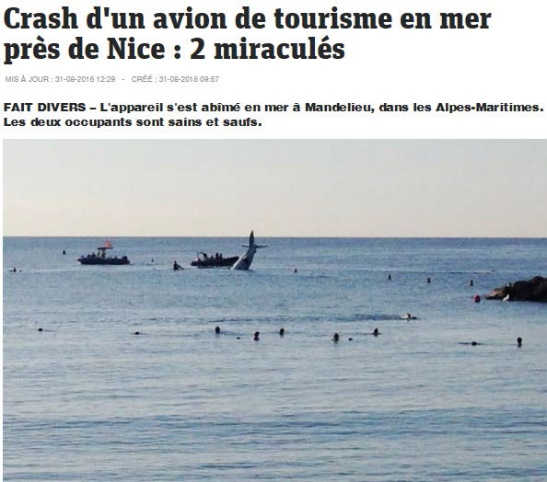 Crash d'un avion de tourisme en mer
près de Nice : 2 miraculés
MIS À JOUR : 31-08-2016 12:29 - CRÉÉ : 31-08-2016 09:57
FAIT DIVERS – L'appareil s'est abîmé en mer à Mandelieu, dans les Alpes-Maritimes.
Les deux occupants sont sains et saufs.